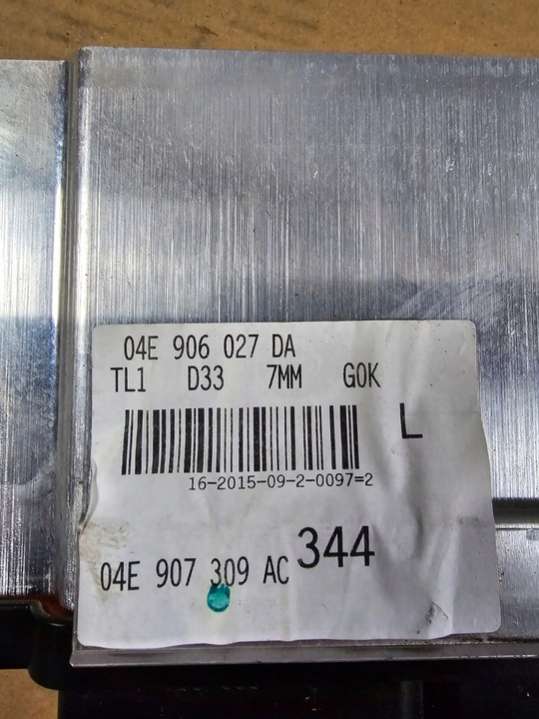 04E 906 027 DA
TL1 D33 7MM G0K
L
16-2015-09-2-0097=2
04E 907 309 AC 344